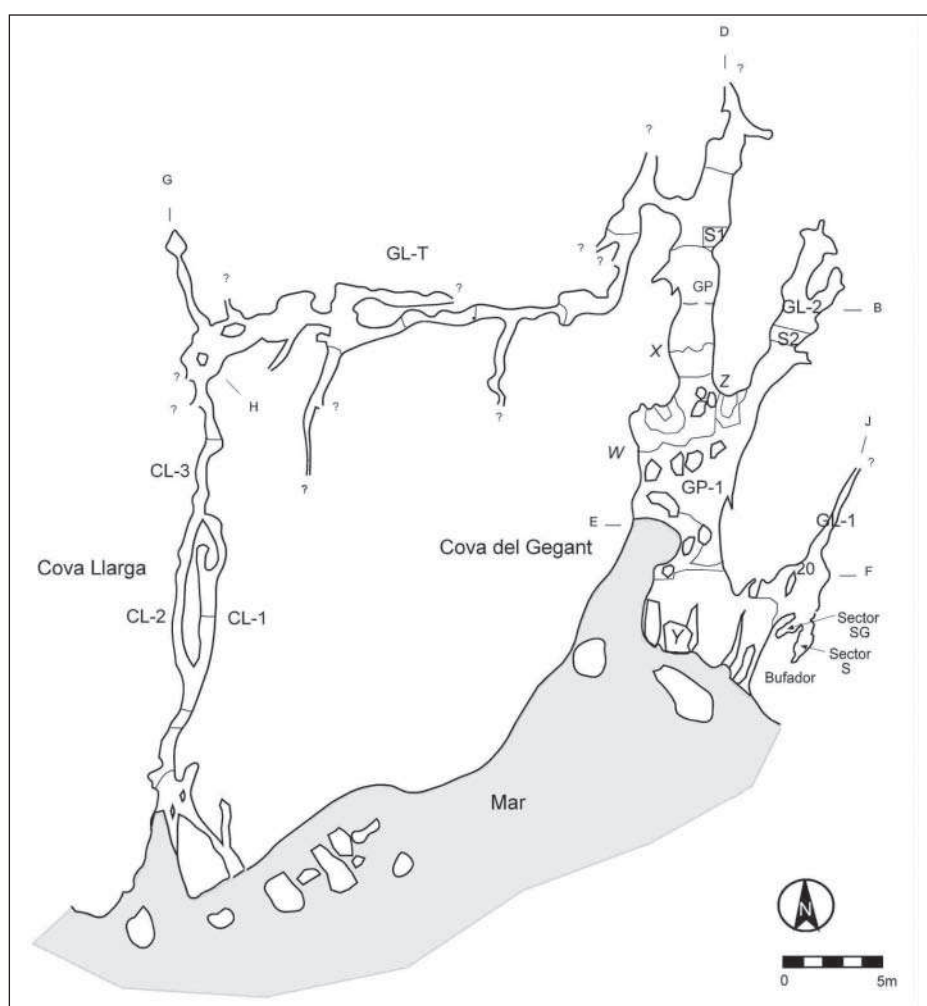 D
?
?
G
S1
GL-T
?
?
?
?
GP
GL-2
B
S2
X
?
H
Z
?
?
?
J
?
W
CL-3
?
GP-1
E
GL-1
Cova del Gegant
Cova Llarga
20
F
CL-2
CL-1
Sector
SG
Y
Sector
S
Bufador
Mar
N
0
5m